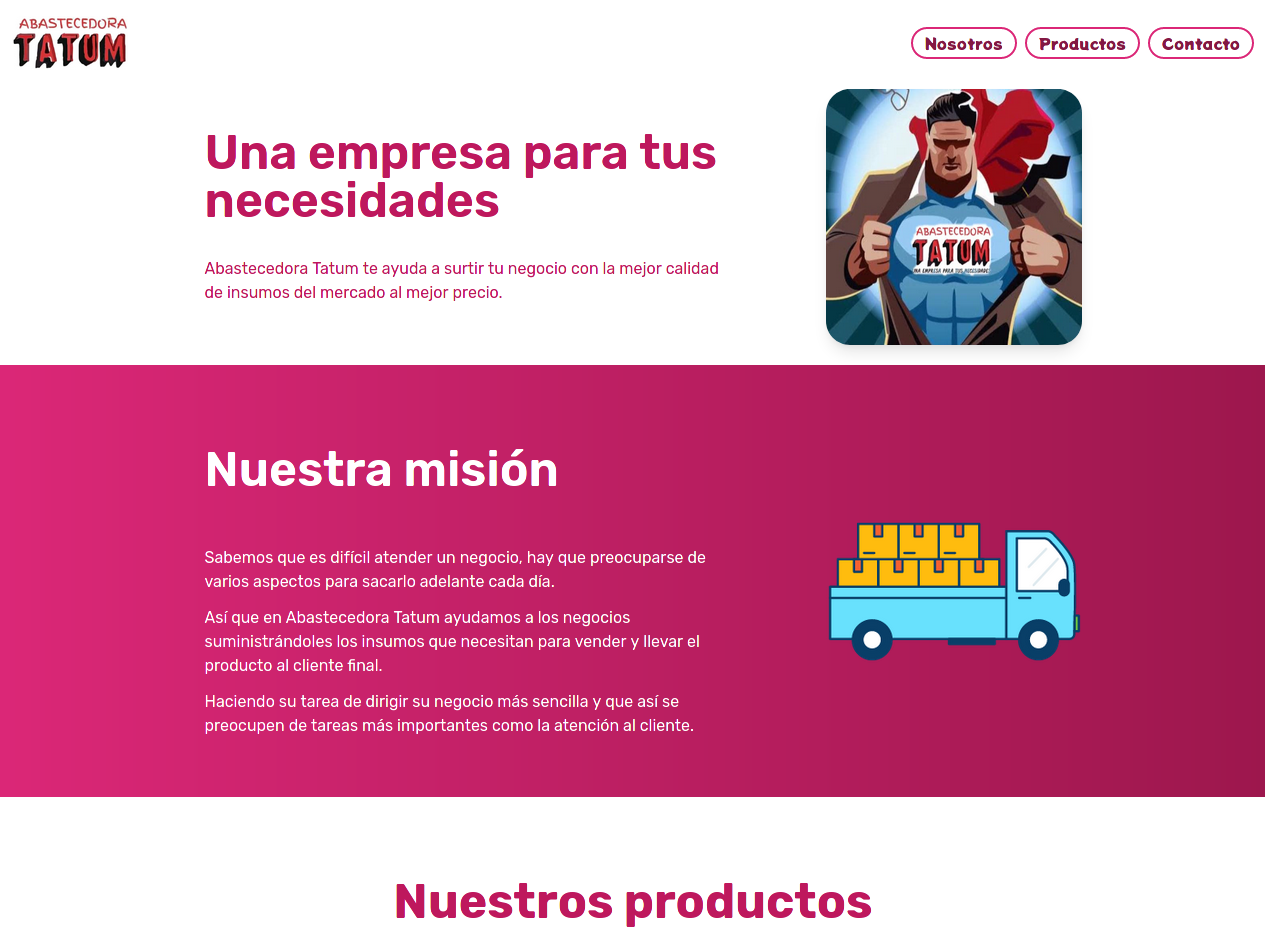 ABASTECEDORA
TATUM
Nosotros
Productos
Contacto
Una empresa para tus
necesidades
Abastecedora Tatum te ayuda a surtir tu negocio con la mejor calidad
de insumos del mercado al mejor precio.
ABASTECEDORA
TATUM
UNA EMPRESA PARA TUS NECESIDADES
Nuestra misión
Sabemos que es difícil atender un negocio, hay que preocuparse de
varios aspectos para sacarlo adelante cada día.
Así que en Abastecedora Tatum ayudamos a los negocios
suministrándoles los insumos que necesitan para vender y llevar el
producto al cliente final.
Haciendo su tarea de dirigir su negocio más sencilla y que así se
preocupen de tareas más importantes como la atención al cliente.
Nuestros productos